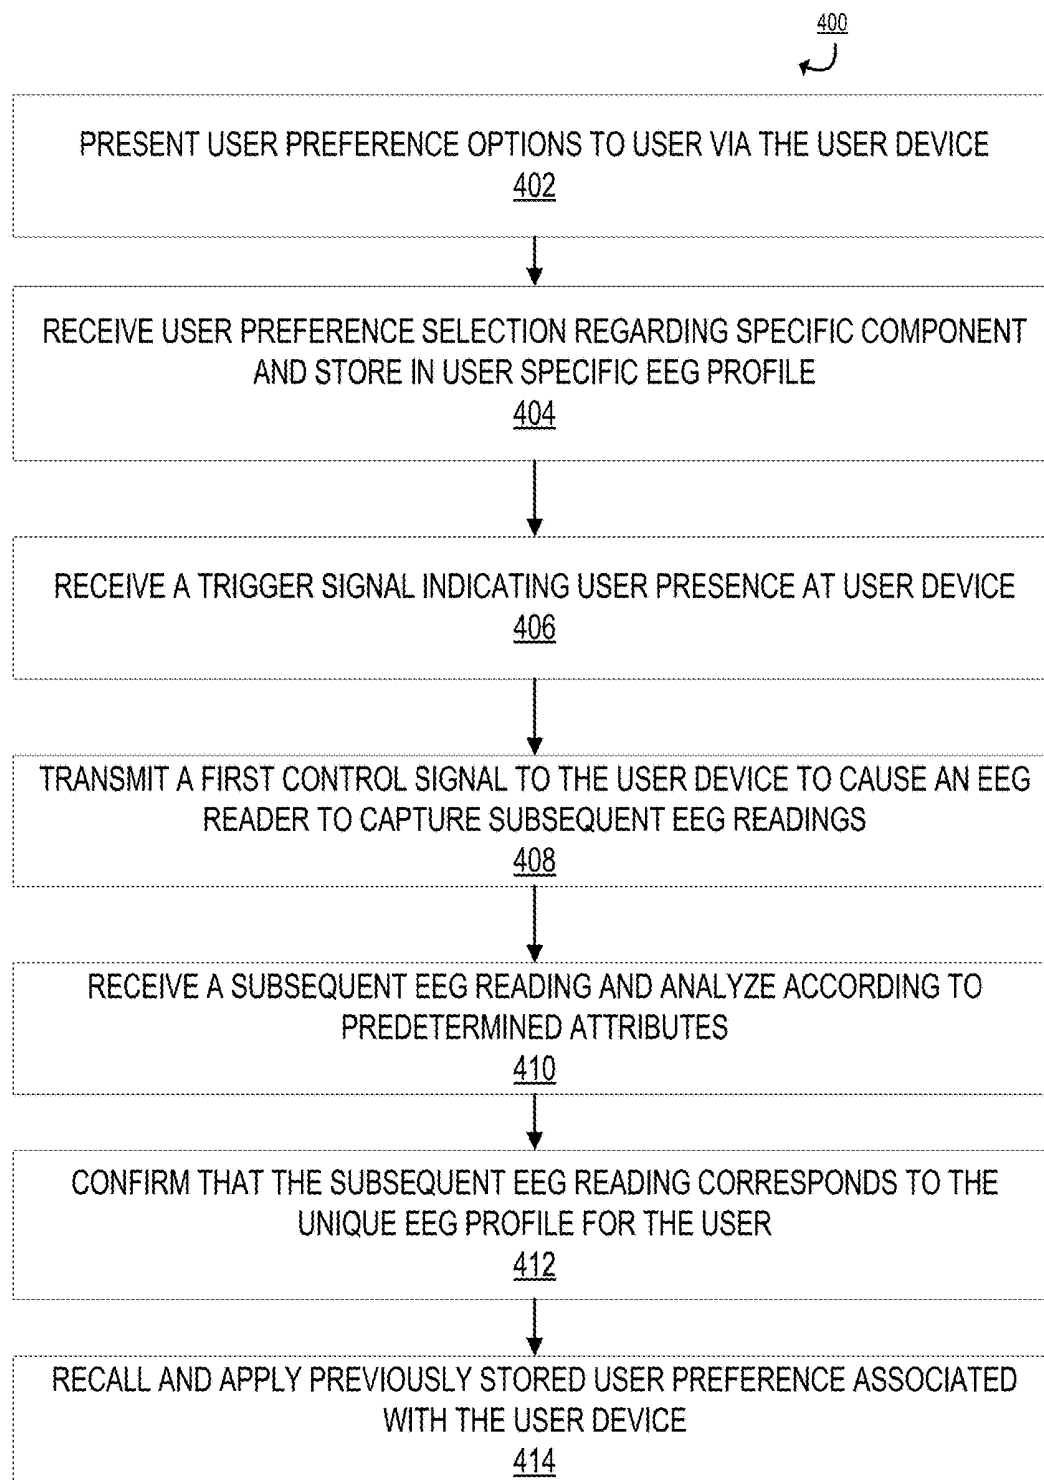 400
PRESENT USER PREFERENCE OPTIONS TO USER VIA THE USER DEVICE
402
RECEIVE USER PREFERENCE SELECTION REGARDING SPECIFIC COMPONENT
AND STORE IN USER SPECIFIC EEG PROFILE
404
RECEIVE A TRIGGER SIGNAL INDICATING USER PRESENCE AT USER DEVICE
406
TRANSMIT A FIRST CONTROL SIGNAL TO THE USER DEVICE TO CAUSE AN EEG
READER TO CAPTURE SUBSEQUENT EEG READINGS
408
RECEIVE A SUBSEQUENT EEG READING AND ANALYZE ACCORDING TO
PREDETERMINED ATTRIBUTES
410
CONFIRM THAT THE SUBSEQUENT EEG READING CORRESPONDS TO THE
UNIQUE EEG PROFILE FOR THE USER
412
RECALL AND APPLY PREVIOUSLY STORED USER PREFERENCE ASSOCIATED
WITH THE USER DEVICE
414